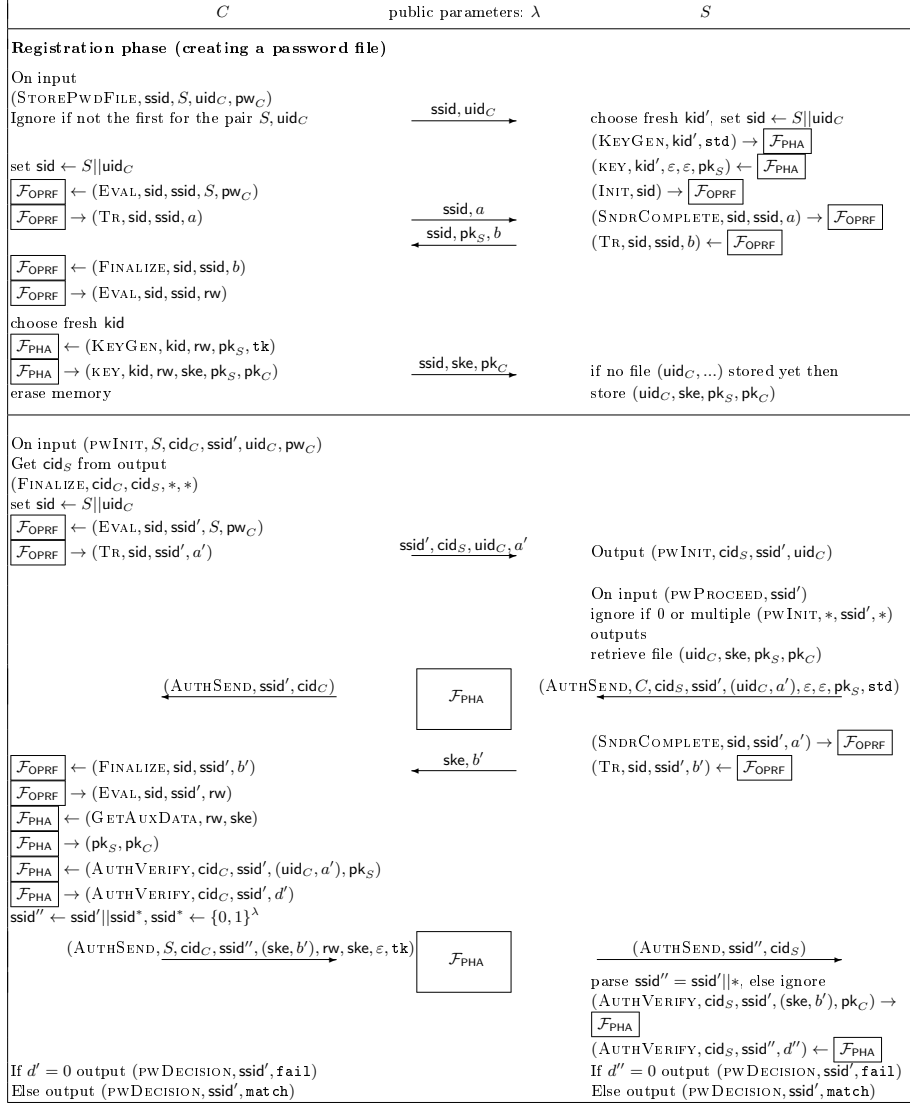 C public parameters: λ S
Registration phase (creating a password file)
On input
(StorePwdFile, ssid, S, uid_C, pw_C)
Ignore if not the first for the pair S, uid_C ssid, uid_C choose fresh kid′, set sid ← S||uid_C
(KeyGen, kid′, std) → F_PHA
set sid ← S||uid_C (key, kid′, ε, ε, pk_S) ← F_PHA
F_OPRF ← (Eval, sid, ssid, S, pw_C) (Init, sid) → F_OPRF
F_OPRF → (Tr, sid, ssid, a) ssid, a (SndrComplete, sid, ssid, a) → F_OPRF
ssid, pk_S, b (Tr, sid, ssid, b) ← F_OPRF
F_OPRF ← (Finalize, sid, ssid, b)
F_OPRF → (Eval, sid, ssid, rw)
choose fresh kid
F_PHA ← (KeyGen, kid, rw, pk_S, tk)
F_PHA → (key, kid, rw, ske, pk_S, pk_C) ssid, ske, pk_C if no file (uid_C, ...) stored yet then
erase memory store (uid_C, ske, pk_S, pk_C)
On input (pwInit, S, cid_C, ssid′, uid_C, pw_C)
Get cid_S from output
(Finalize, cid_C, cid_S, ∗, ∗)
set sid ← S||uid_C
F_OPRF ← (Eval, sid, ssid′, S, pw_C)
F_OPRF → (Tr, sid, ssid′, a′) ssid′, cid_S, uid_C, a′ Output (pwInit, cid_S, ssid′, uid_C)
On input (pwProceed, ssid′)
ignore if 0 or multiple (pwInit, ∗, ssid′, ∗)
outputs
retrieve file (uid_C, ske, pk_S, pk_C)
(AuthSend, ssid′, cid_C) F_PHA (AuthSend, C, cid_S, ssid′, (uid_C, a′), ε, ε, pk_S, std)
(SndrComplete, sid, ssid′, a′) → F_OPRF
F_OPRF ← (Finalize, sid, ssid′, b′) ske, b′ (Tr, sid, ssid′, b′) ← F_OPRF
F_OPRF → (Eval, sid, ssid′, rw)
F_PHA ← (GetAuxData, rw, ske)
F_PHA → (pk_S, pk_C)
F_PHA ← (AuthVerify, cid_C, ssid′, (uid_C, a′), pk_S)
F_PHA → (AuthVerify, cid_C, ssid′, d′)
ssid″ ← ssid′||ssid*, ssid* ← {0, 1}^λ
(AuthSend, S, cid_C, ssid″, (ske, b′), rw, ske, ε, tk) F_PHA (AuthSend, ssid″, cid_S)
parse ssid″ = ssid′||∗, else ignore
(AuthVerify, cid_S, ssid′, (ske, b′), pk_C) →
F_PHA
(AuthVerify, cid_S, ssid″, d″) ← F_PHA
If d′ = 0 output (pwDecision, ssid′, fail) If d″ = 0 output (pwDecision, ssid′, fail)
Else output (pwDecision, ssid′, match) Else output (pwDecision, ssid′, match)